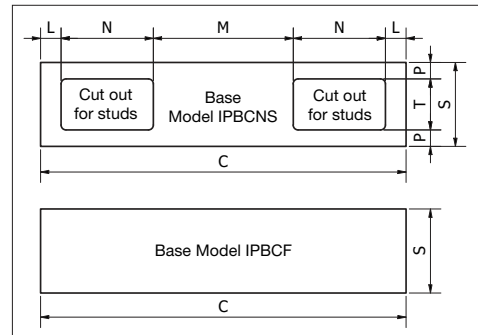 L N M N L
Cut out
for studs
Base
Model IPBCNS
Cut out
for studs
P
T
P
S
C
Base Model IPBCF
S
C